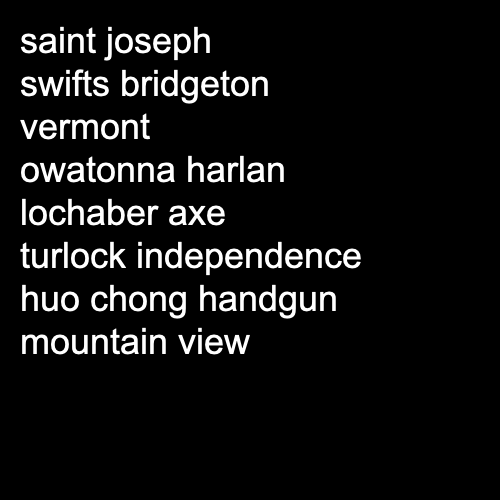 saint joseph
swifts bridgeton
vermont
owatonna harlan
lochaber axe
turlock independence
huo chong handgun
mountain view